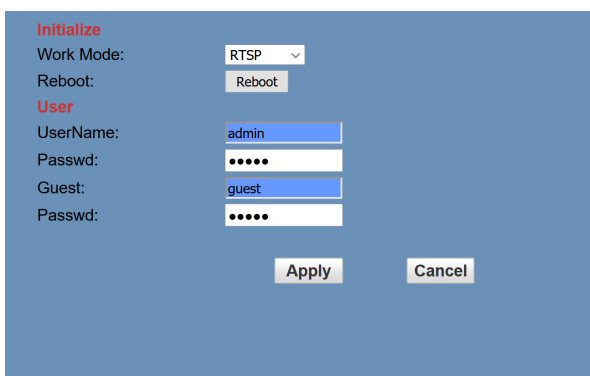 Initialize
Work Mode: RTSP
Reboot: Reboot
User
UserName: admin
Passwd: •••••
Guest: guest
Passwd: •••••
Apply Cancel